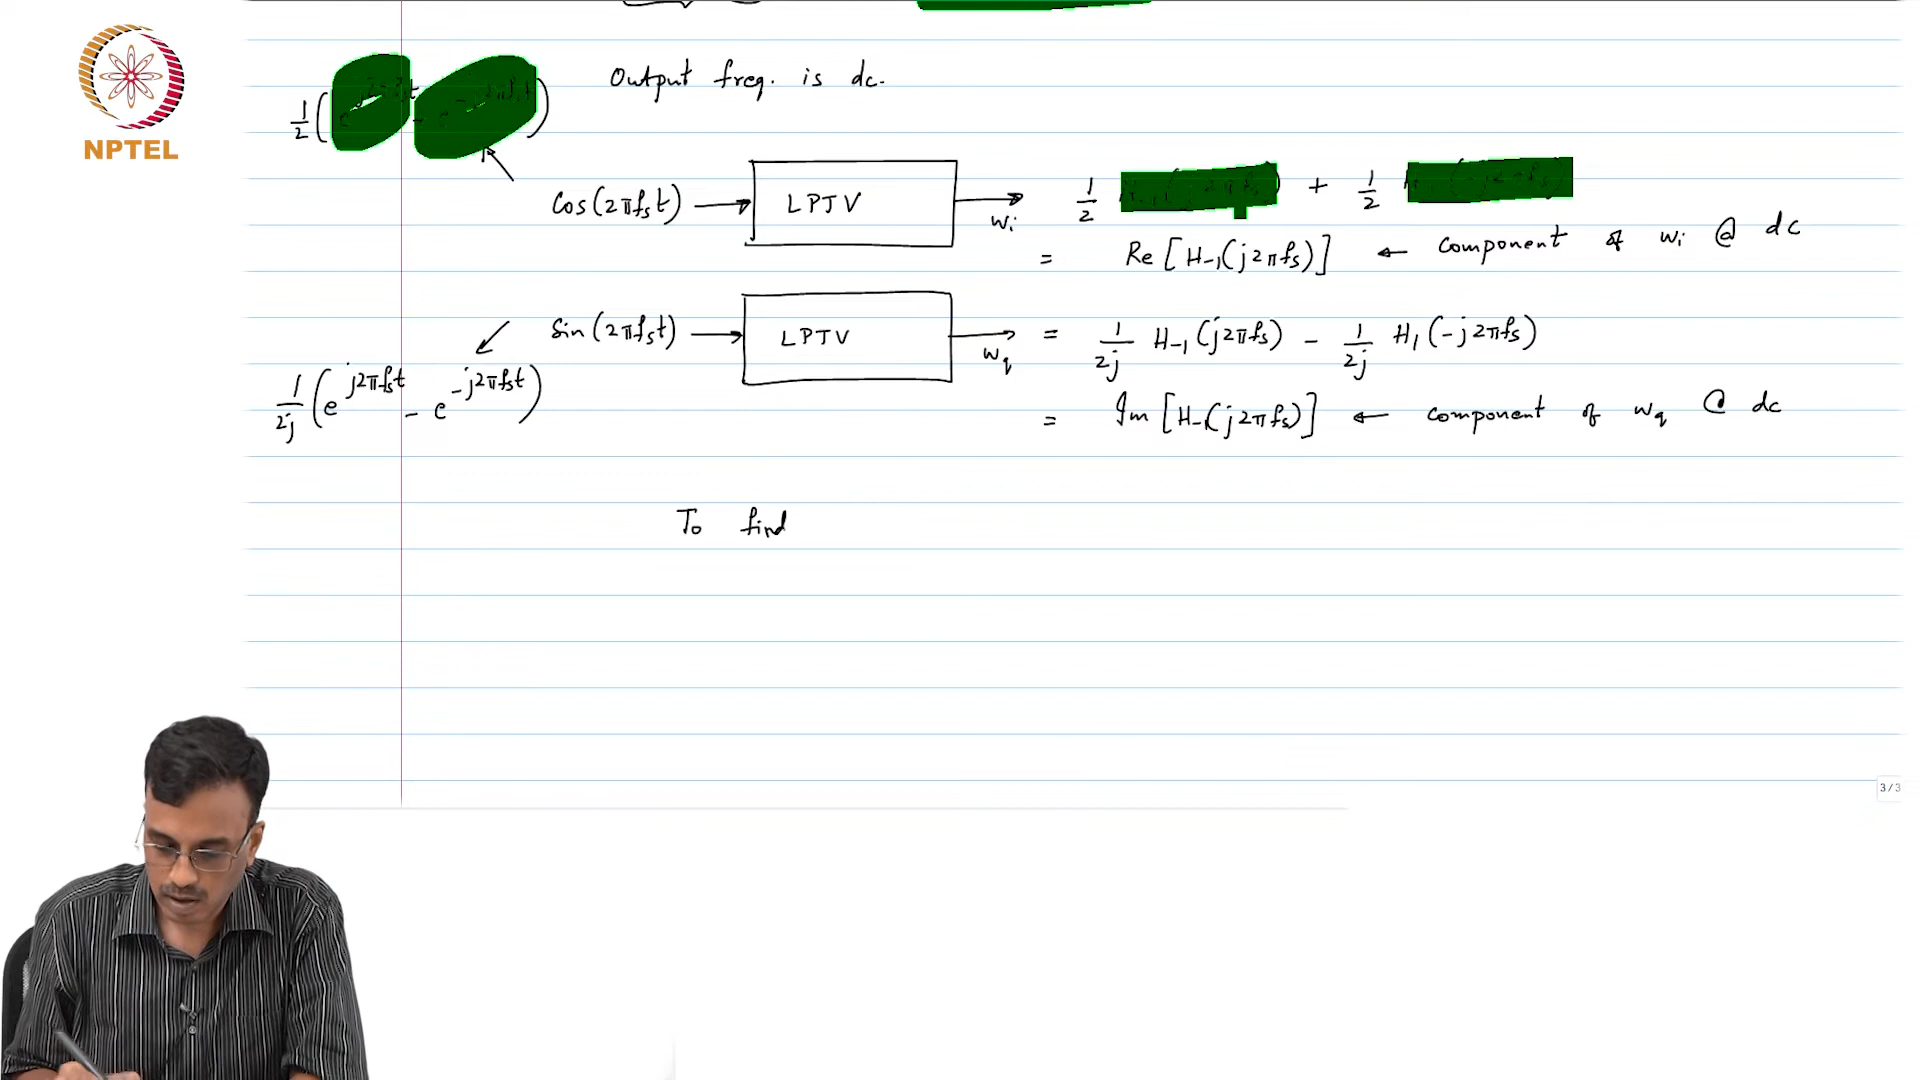 NPTEL
Output freq. is dc.
1/2 (
Cos(2πfst) → LPTV → wi 1/2 + 1/2
= Re[H-1(j2πfs)] ← component of wi @ dc
Sin(2πfst) → LPTV → wq = 1/2j H-1(j2πfs) - 1/2j H1(-j2πfs)
1/2j (e^j2πfst - e^-j2πfst)
= Im[H-1(j2πfs)] ← component of wq @ dc
To find
3/3